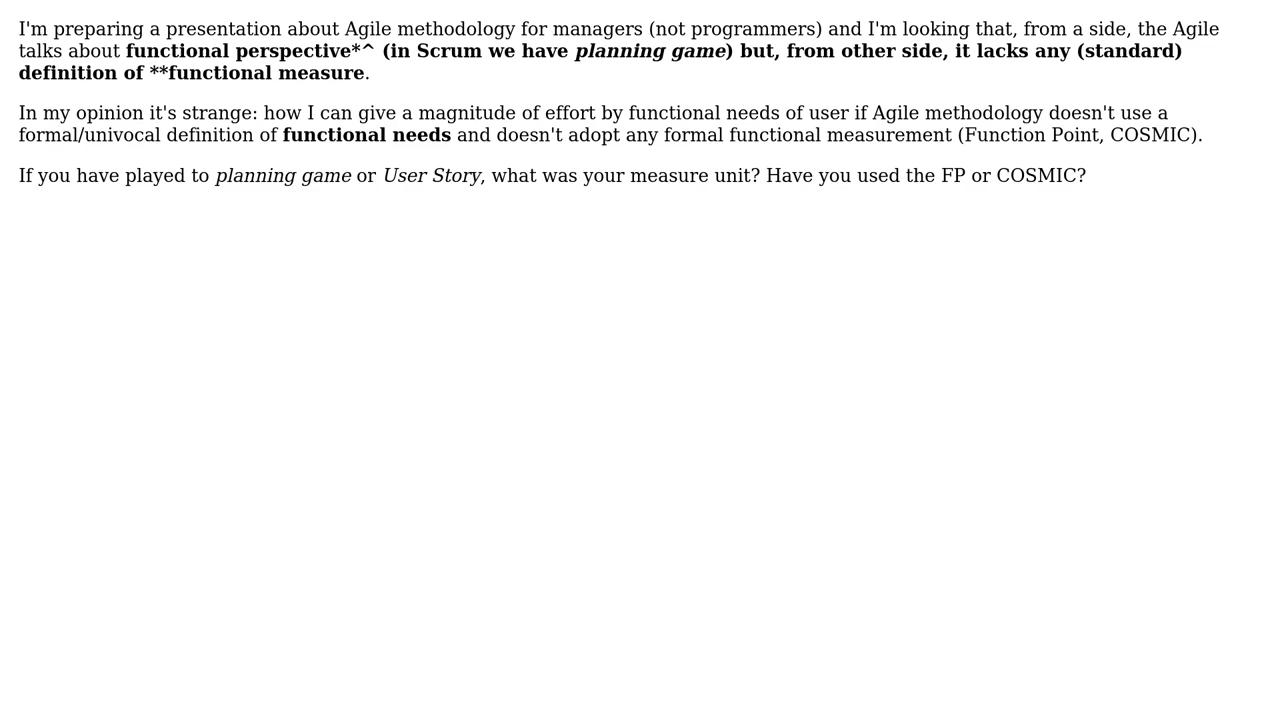 I'm preparing a presentation about Agile methodology for managers (not programmers) and I'm looking that, from a side, the Agile
talks about functional perspective*^ (in Scrum we have planning game) but, from other side, it lacks any (standard)
definition of **functional measure.
In my opinion it's strange: how I can give a magnitude of effort by functional needs of user if Agile methodology doesn't use a
formal/univocal definition of functional needs and doesn't adopt any formal functional measurement (Function Point, COSMIC).
If you have played to planning game or User Story, what was your measure unit? Have you used the FP or COSMIC?